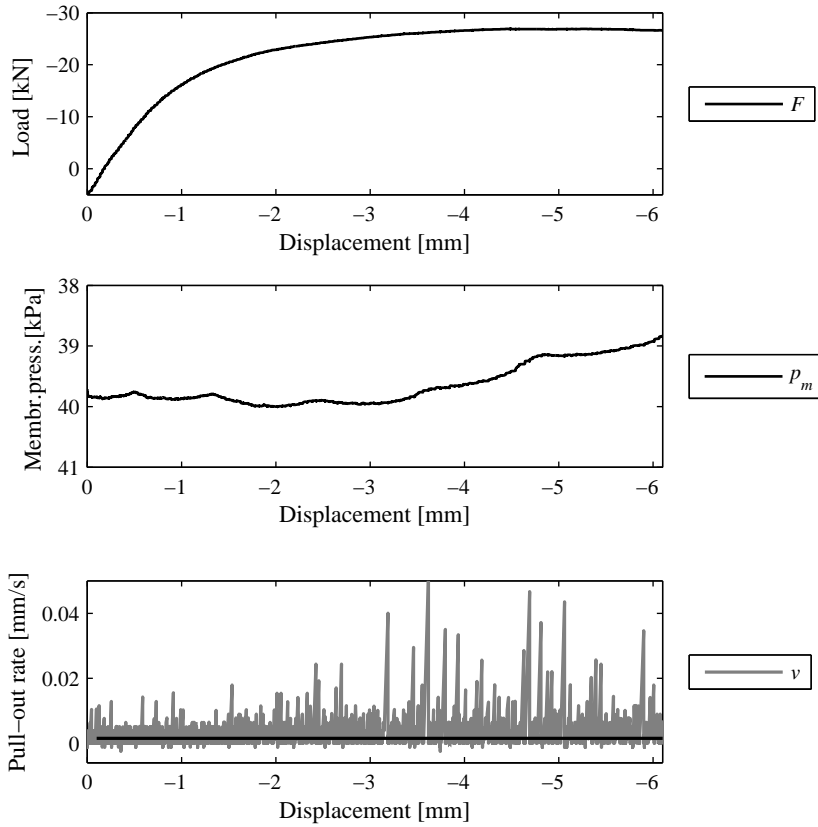 −30
−20
−10
0
Load [kN]
0 −1 −2 −3 −4 −5 −6
Displacement [mm]
F
38
39
40
41
Membr.press.[kPa]
0 −1 −2 −3 −4 −5 −6
Displacement [mm]
p_m
0.04
0.02
0
Pull−out rate [mm/s]
0 −1 −2 −3 −4 −5 −6
Displacement [mm]
v